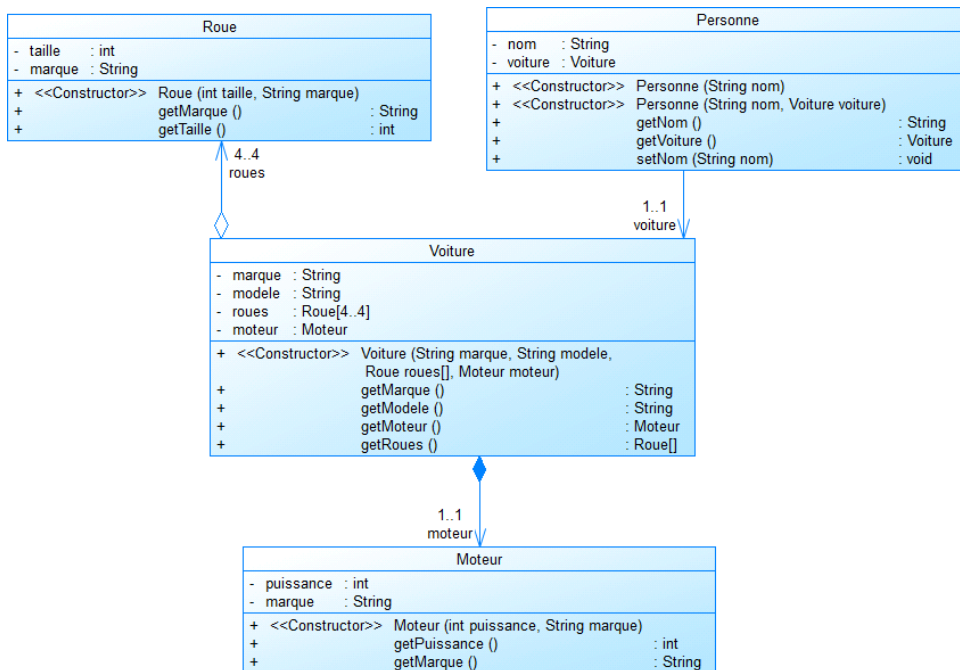 Roue
- taille : int
- marque : String
+ <<Constructor>> Roue (int taille, String marque)
+ getMarque () : String
+ getTaille () : int
Personne
- nom : String
- voiture : Voiture
+ <<Constructor>> Personne (String nom)
+ <<Constructor>> Personne (String nom, Voiture voiture)
+ getNom () : String
+ getVoiture () : Voiture
+ setNom (String nom) : void
4..4
roues
1..1
voiture
Voiture
- marque : String
- modele : String
- roues : Roue[4..4]
- moteur : Moteur
+ <<Constructor>> Voiture (String marque, String modele,
Roue roues[], Moteur moteur)
+ getMarque () : String
+ getModele () : String
+ getMoteur () : Moteur
+ getRoues () : Roue[]
1..1
moteur
Moteur
- puissance : int
- marque : String
+ <<Constructor>> Moteur (int puissance, String marque)
+ getPuissance () : int
+ getMarque () : String